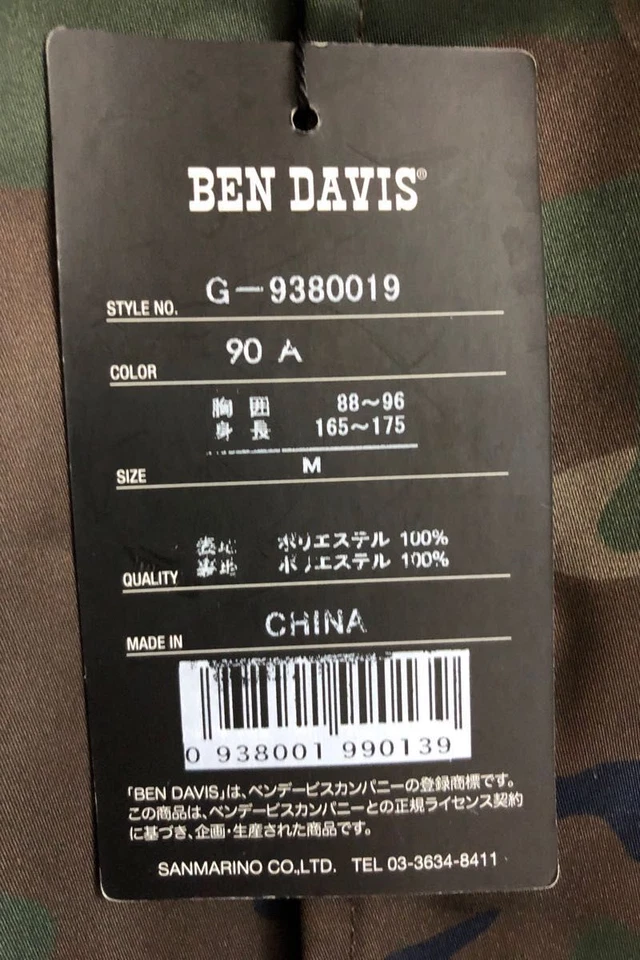 BEN DAVIS®
STYLE NO. G-9380019
COLOR 90 A
胸 囲 88~96
身 長 165~175
SIZE M
表地 ポリエステル 100%
裏地 ポリエステル 100%
QUALITY
MADE IN CHINA
0 938001 990139
「BEN DAVIS」は、ベンデービスカンパニーの登録商標です。
この商品は、ベンデービスカンパニーとの正規ライセンス契約
に基づき、企画・生産された商品です。
SANMARINO CO.,LTD. TEL 03-3634-8411